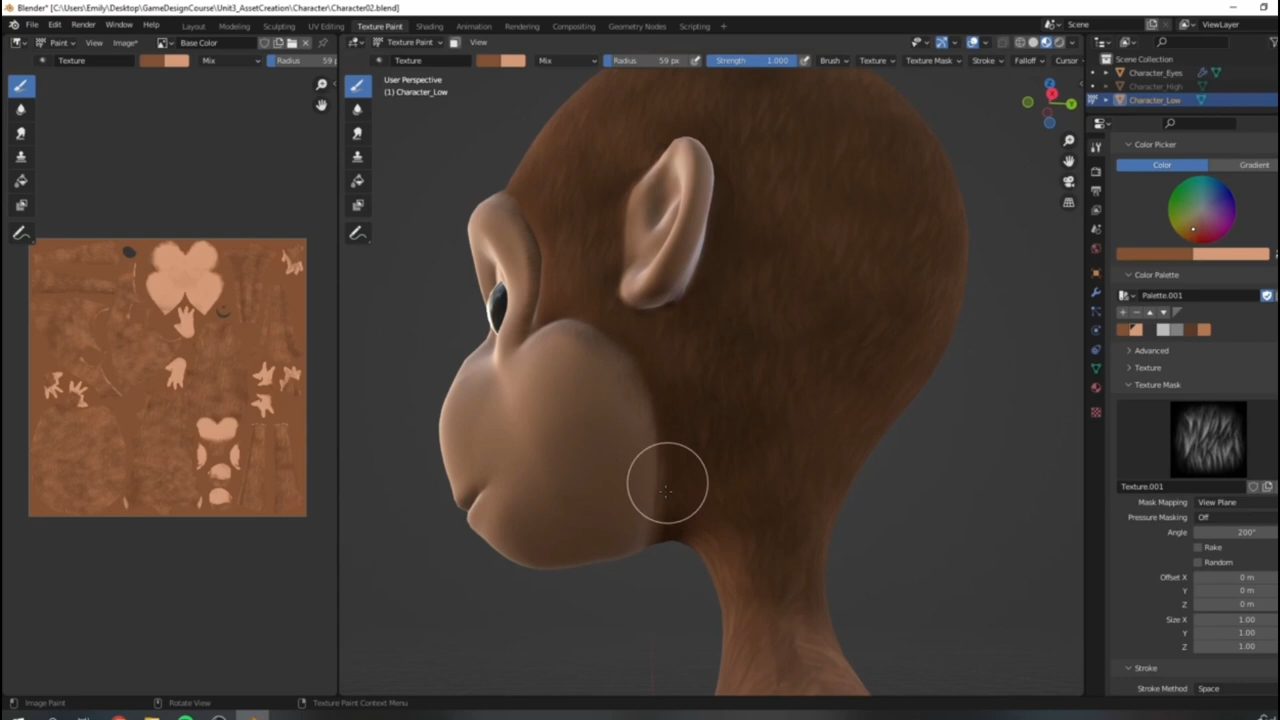 Blender* [C:\Users\Emily\Desktop\GameDesignCourse\Unit3_AssetCreation\Character\Character02.blend]
File Edit Render Window Help Layout Modeling Sculpting UV Editing Texture Paint Shading Animation Rendering Compositing Geometry Nodes Scripting + Scene ViewLayer
Paint View Image* Base Color Texture Paint View
Texture Mix Radius 59 p Texture Mix Radius 59 px Strength 1.000 Brush Texture Texture Mask Stroke Falloff Cursor
User Perspective
(1) Character_Low
Y
Scene Collection
Character_Eyes
Character_High
Character_Low
Color Picker
Color Gradient
Color Palette
Palette.001
Advanced
Texture
Texture Mask
Texture.001
Mask Mapping View Plane
Pressure Masking Off
Angle 200°
Rake
Random
Offset X 0 m
Y 0 m
Z 0 m
Size X 1.00
Y 1.00
Z 1.00
Stroke
Stroke Method Space
Image Paint Rotate View Texture Paint Context Menu